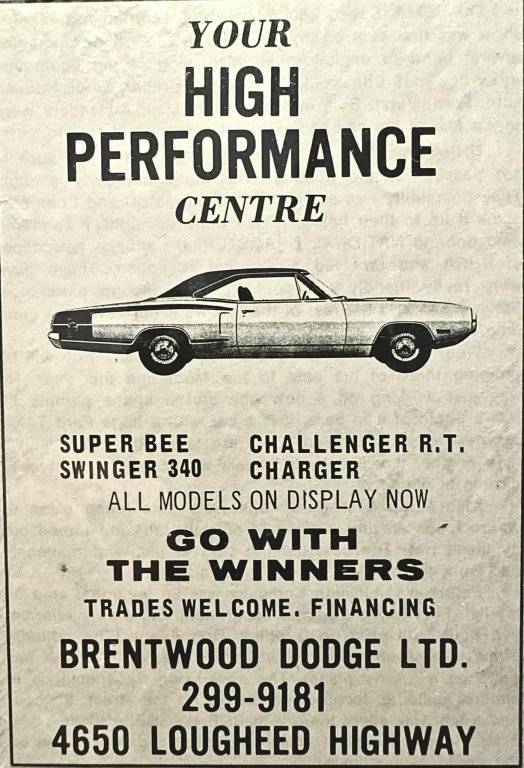 YOUR
HIGH
PERFORMANCE
CENTRE
SUPER BEE CHALLENGER R.T.
SWINGER 340 CHARGER
ALL MODELS ON DISPLAY NOW
GO WITH
THE WINNERS
TRADES WELCOME. FINANCING
BRENTWOOD DODGE LTD.
299-9181
4650 LOUGHEED HIGHWAY